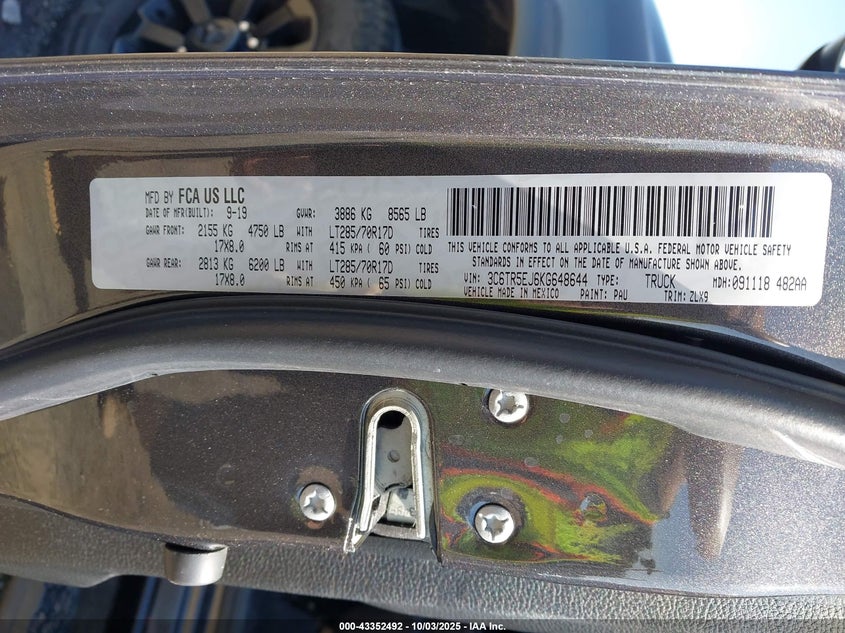 MFD BY FCA US LLC
DATE OF MFR(BUILT): 9-19 GVWR: 3886 KG 8565 LB
GAWR FRONT: 2155 KG 4750 LB WITH LT285/70R17D TIRES
17X8.0 RIMS AT 415 KPA ( 60 PSI) COLD
GAWR REAR: 2813 KG 6200 LB WITH LT285/70R17D TIRES
17X8.0 RIMS AT 450 KPA ( 65 PSI) COLD
THIS VEHICLE CONFORMS TO ALL APPLICABLE U.S.A. FEDERAL MOTOR VEHICLE SAFETY
STANDARDS IN EFFECT ON THE DATE OF MANUFACTURE SHOWN ABOVE.
VIN: 3C6TR5EJ6KG648644 TYPE: TRUCK MDH:091118 482AA
VEHICLE MADE IN MEXICO PAINT: PAU TRIM: ZLX9
000-43352492 - 10/03/2025 - IAA Inc.